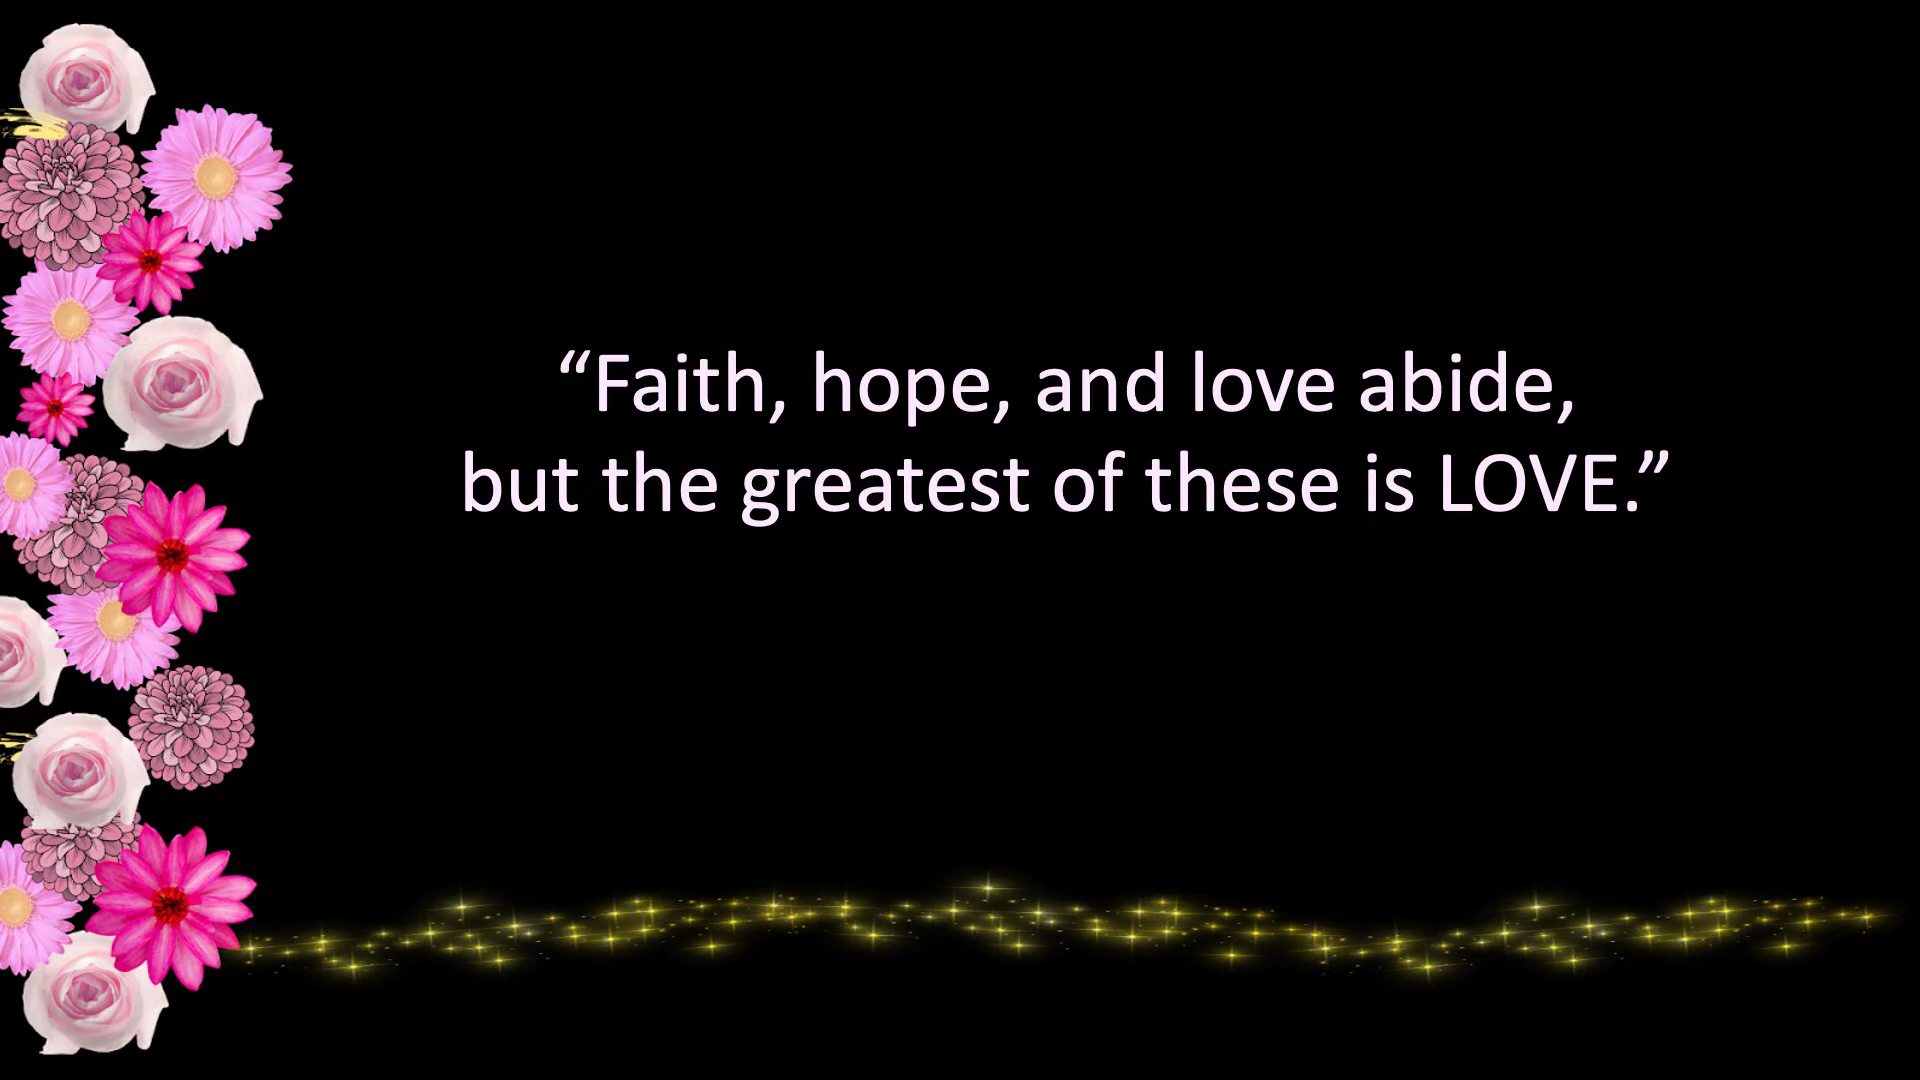 “Faith, hope, and love abide,
but the greatest of these is LOVE.”